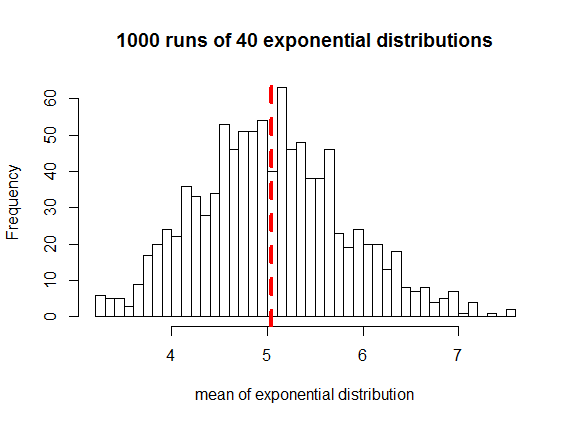 1000 runs of 40 exponential distributions
Frequency
60
50
40
30
20
10
0
4 5 6 7
mean of exponential distribution